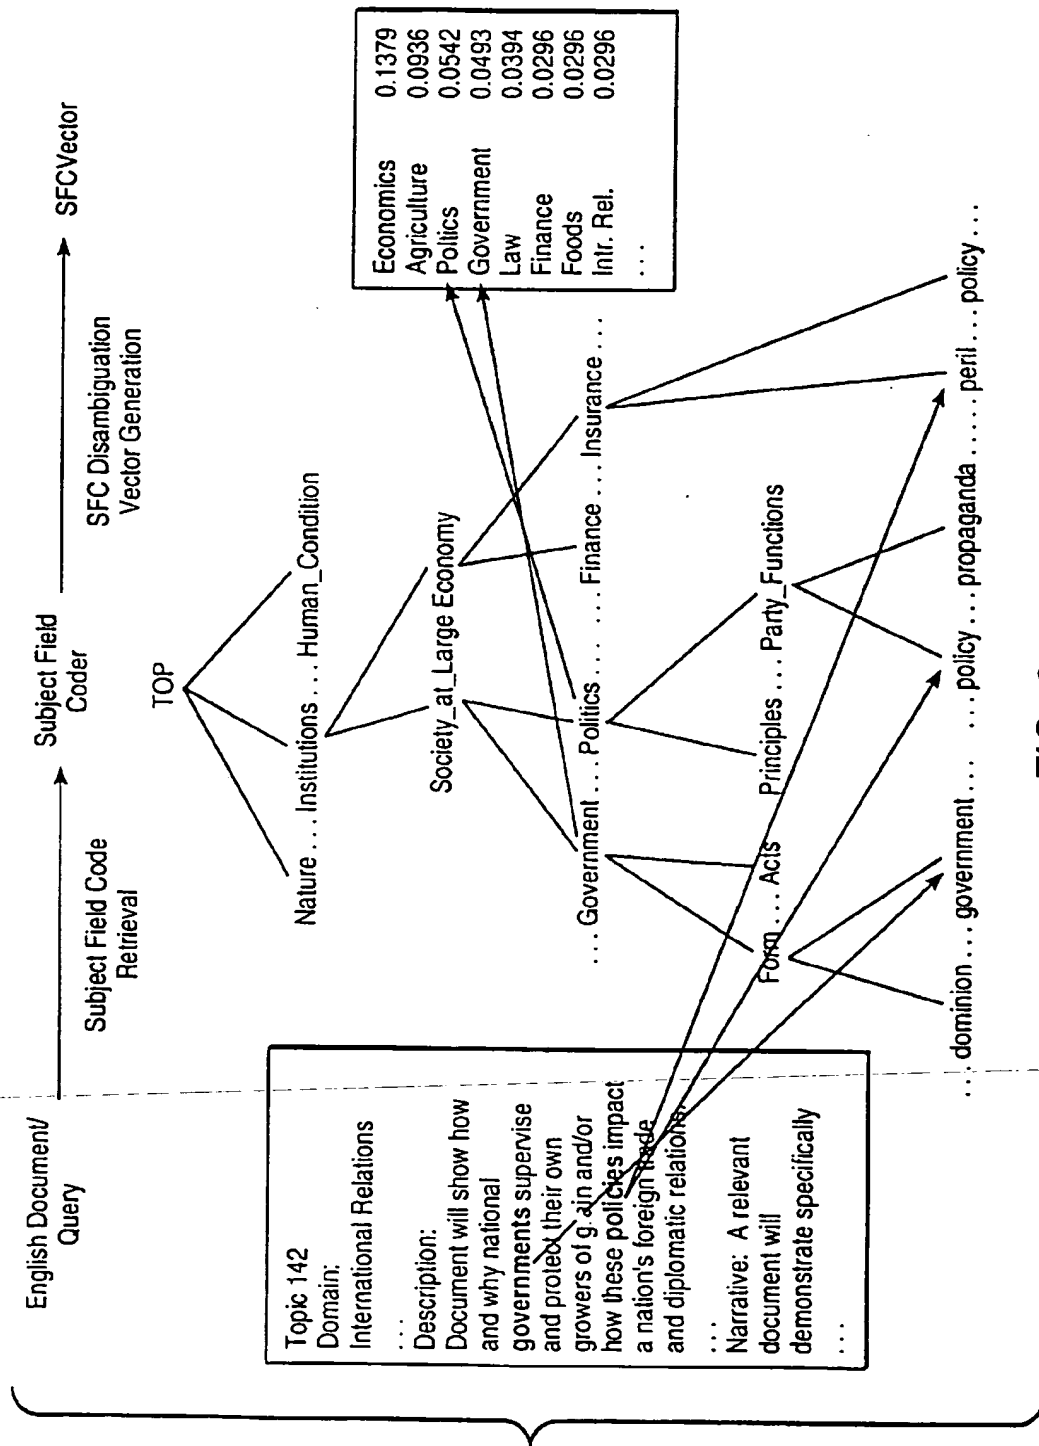 English Document/
Query
Subject Field Code
Retrieval
Subject Field
Coder
SFC Disambiguation
Vector Generation
SFCVector
TOP
Nature . . . Institutions . . . Human_Condition
Society_at_Large Economy
. . . Government . . . Politics . . . . . . Finance . . . Insurance . . .
Form . . . Acts Principles . . . Party_Functions
. . . dominion . . . government . . . . . . policy . . . propaganda . . . . . . peril . . . policy . . .
Topic 142
Domain:
International Relations
. . .
Description:
Document will show how
and why national
governments supervise
and protect their own
growers of g.ain and/or
how these policies impact
a nation's foreign trade
and diplomatic relations.
. . .
Narrative: A relevant
document will
demonstrate specifically
. . .
Economics 0.1379
Agriculture 0.0936
Poltics 0.0542
Government 0.0493
Law 0.0394
Finance 0.0296
Foods 0.0296
Intr. Rel. 0.0296
. . .